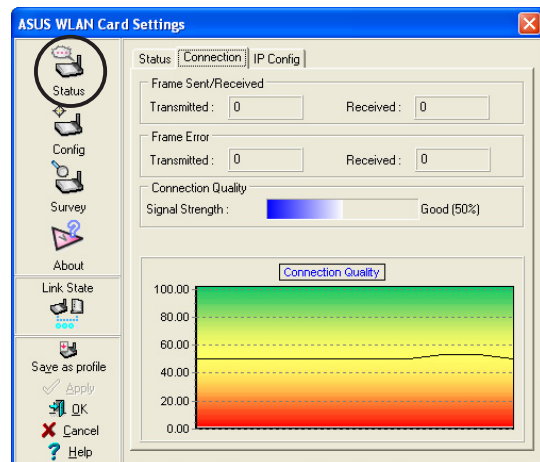 ASUS WLAN Card Settings
Status
Config
Survey
About
Link State
Save as profile
Apply
OK
Cancel
Help
Status Connection IP Config
Frame Sent/Received
Transmitted : 0 Received : 0
Frame Error
Transmitted : 0 Received : 0
Connection Quality
Signal Strength : Good (50%)
Connection Quality
100.00
80.00
60.00
40.00
20.00
0.00